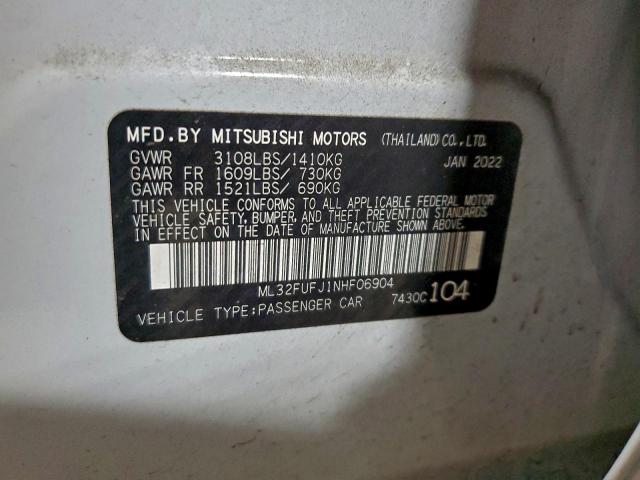 MFD.BY MITSUBISHI MOTORS (THAILAND) CO., LTD.
GVWR 3108LBS/1410KG JAN 2022
GAWR FR 1609LBS/ 730KG
GAWR RR 1521LBS/ 690KG
THIS VEHICLE CONFORMS TO ALL APPLICABLE FEDERAL MOTOR
VEHICLE SAFETY, BUMPER, AND THEFT PREVENTION STANDARDS
IN EFFECT ON THE DATE OF MANUFACTURE SHOWN ABOVE.
ML32FUFJ1NHF06904
VEHICLE TYPE:PASSENGER CAR 7430C 104